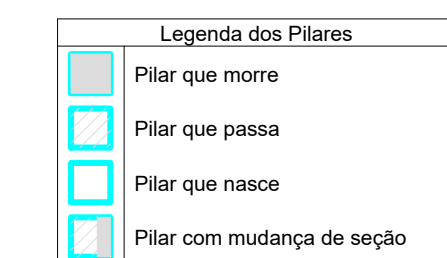 Legenda dos Pilares
Pilar que morre
Pilar que passa
Pilar que nasce
Pilar com mudança de seção